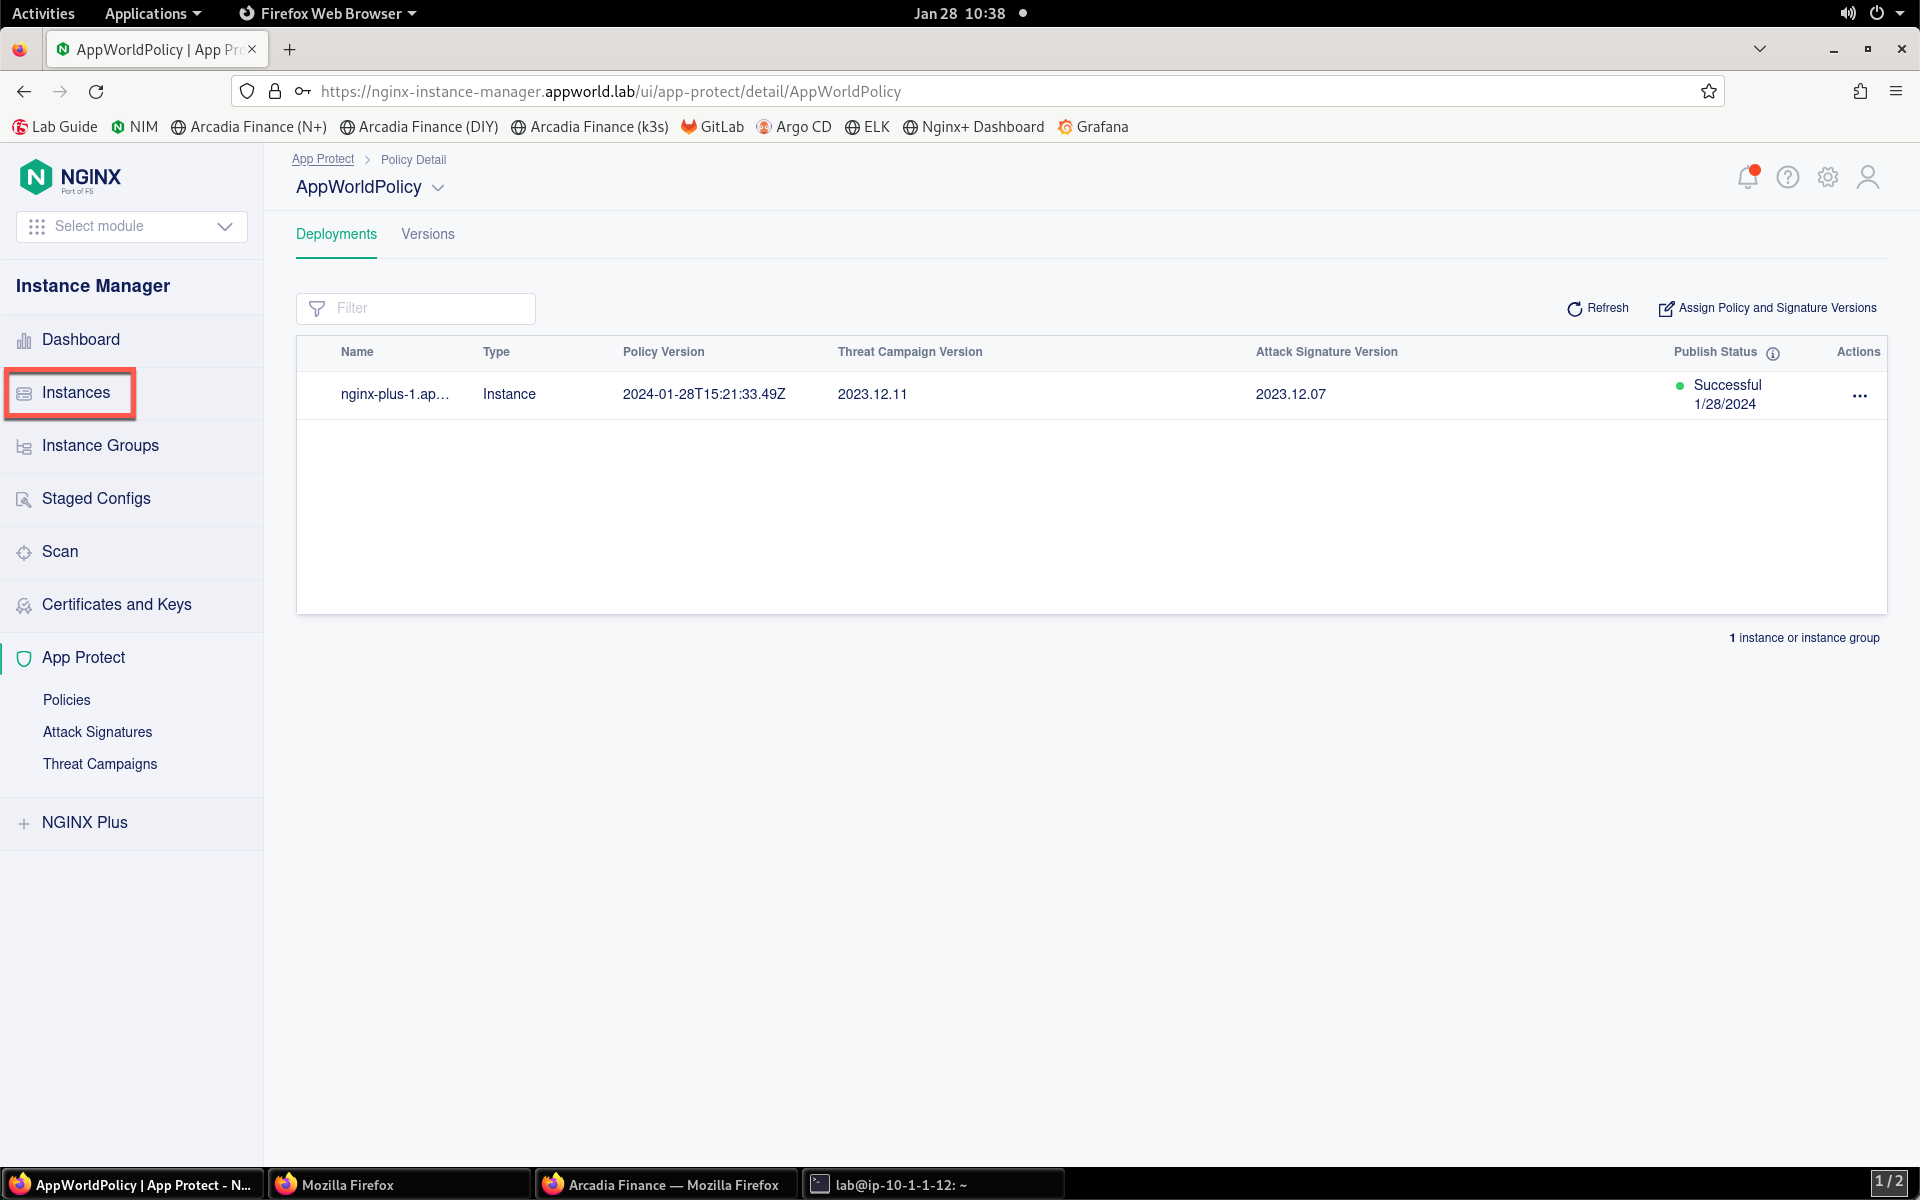 Activities Applications Firefox Web Browser Jan 28 10:38
AppWorldPolicy | App Pr
https://nginx-instance-manager.appworld.lab/ui/app-protect/detail/AppWorldPolicy
Lab Guide NIM Arcadia Finance (N+) Arcadia Finance (DIY) Arcadia Finance (k3s) GitLab Argo CD ELK Nginx+ Dashboard Grafana
NGINX
Part of F5
Select module
Instance Manager
Dashboard
Instances
Instance Groups
Staged Configs
Scan
Certificates and Keys
App Protect
Policies
Attack Signatures
Threat Campaigns
NGINX Plus
App Protect > Policy Detail
AppWorldPolicy
Deployments Versions
Filter
Refresh Assign Policy and Signature Versions
Name Type Policy Version Threat Campaign Version Attack Signature Version Publish Status Actions
nginx-plus-1.ap... Instance 2024-01-28T15:21:33.49Z 2023.12.11 2023.12.07 Successful
1/28/2024
1 instance or instance group
AppWorldPolicy | App Protect - N... Mozilla Firefox Arcadia Finance — Mozilla Firefox lab@ip-10-1-1-12: ~ 1 / 2